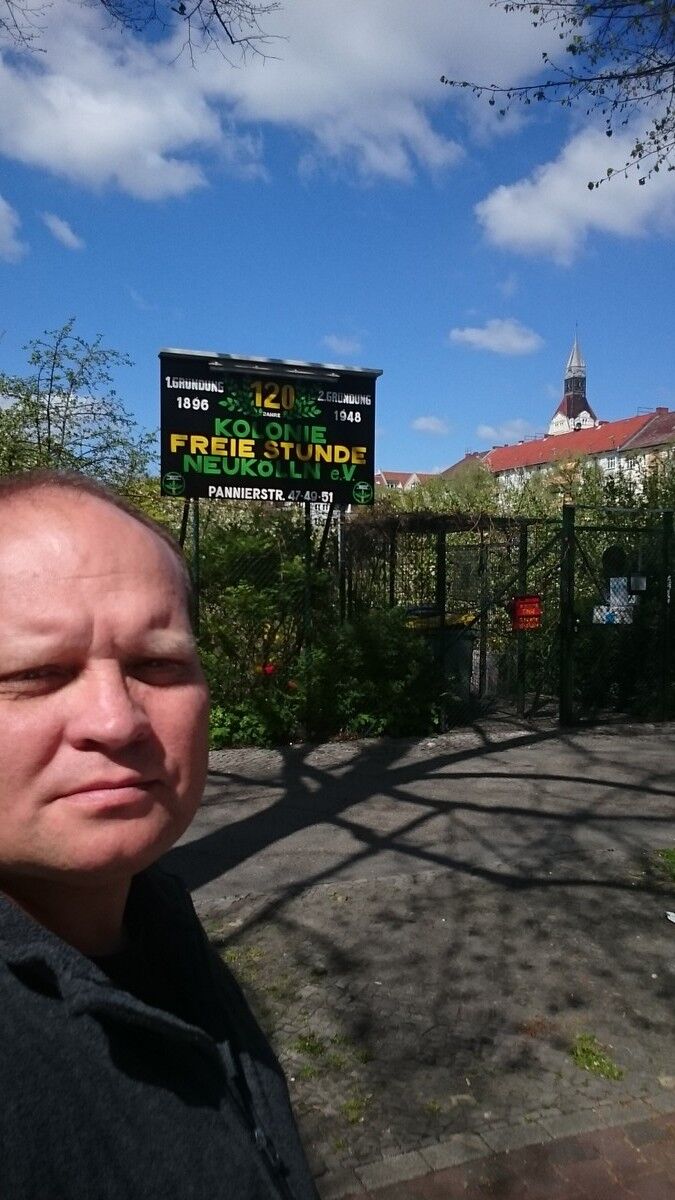 1.GRÜNDUNG
1896
120
JAHRE
2.GRÜNDUNG
1948
KOLONIE
FREIE STUNDE
NEUKÖLLN e.V.
PANNIERSTR. 47-49-51